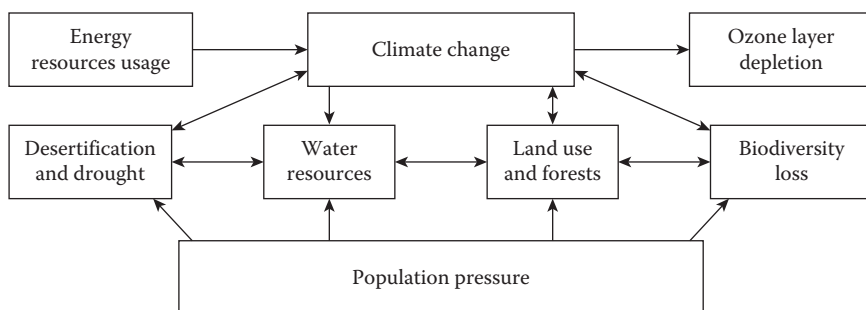 Energy
resources usage
Climate change
Ozone layer
depletion
Desertification
and drought
Water
resources
Land use
and forests
Biodiversity
loss
Population pressure